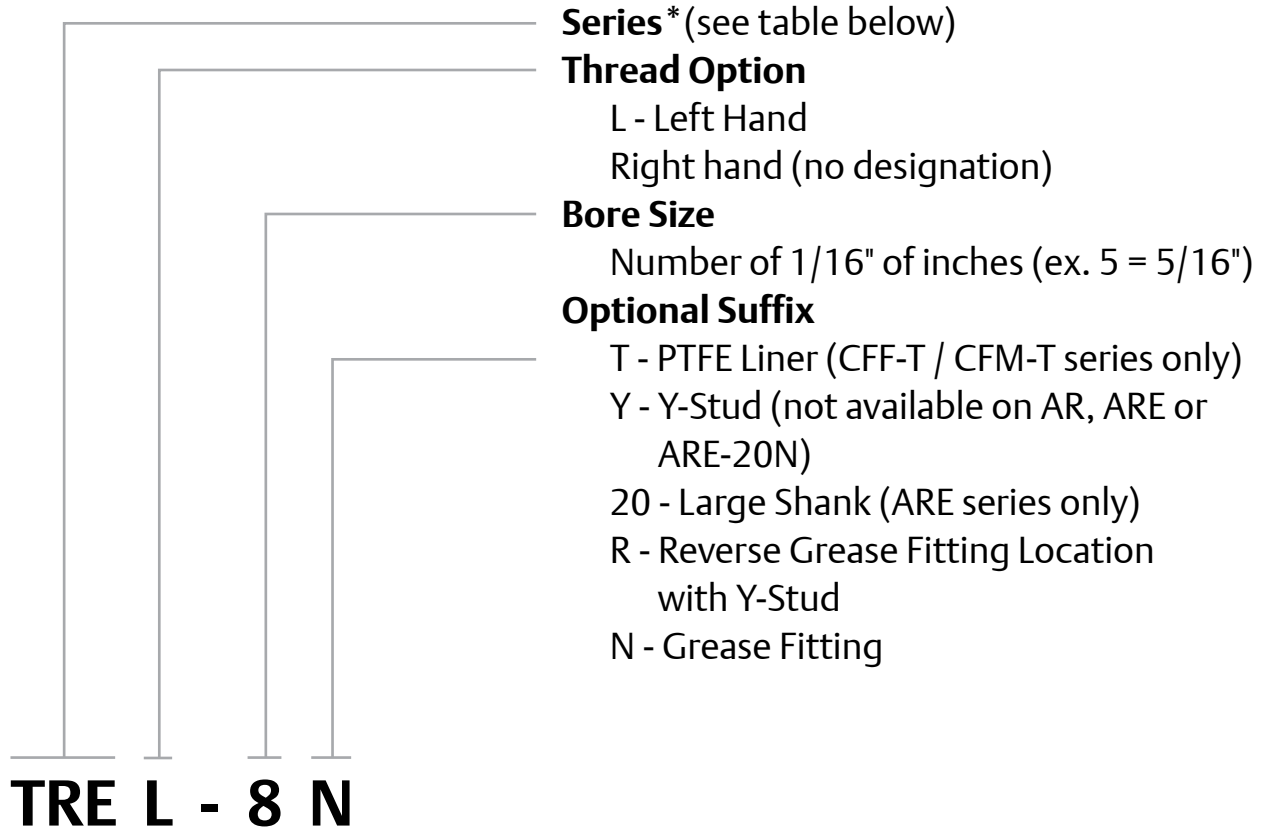 Series* (see table below)
Thread Option
L - Left Hand
Right hand (no designation)
Bore Size
Number of 1/16" of inches (ex. 5 = 5/16")
Optional Suffix
T - PTFE Liner (CFF-T / CFM-T series only)
Y - Y-Stud (not available on AR, ARE or
ARE-20N)
20 - Large Shank (ARE series only)
R - Reverse Grease Fitting Location
with Y-Stud
N - Grease Fitting
TRE L - 8 N